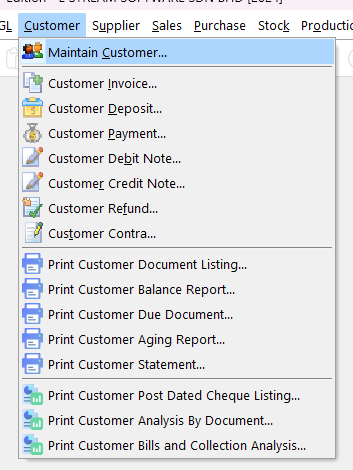 GL Customer Supplier Sales Purchase Stock
Maintain Customer...
Customer Invoice...
Customer Deposit...
Customer Payment...
Customer Debit Note...
Customer Credit Note...
Customer Refund...
Customer Contra...
Print Customer Document Listing...
Print Customer Balance Report...
Print Customer Due Document...
Print Customer Aging Report...
Print Customer Statement...
Print Customer Post Dated Cheque Listing...
Print Customer Analysis By Document...
Print Customer Bills and Collection Analysis...